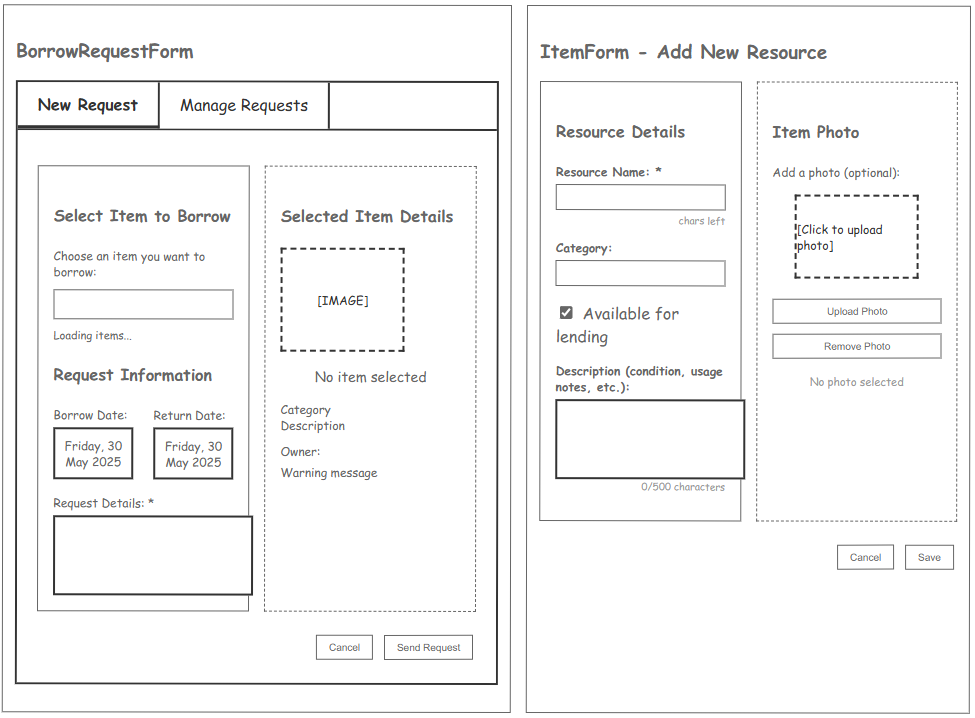 BorrowRequestForm
New Request
Manage Requests
Select Item to Borrow
Choose an item you want to
borrow:
Loading items...
Request Information
Borrow Date:
Return Date:
Friday, 30
May 2025
Friday, 30
May 2025
Request Details: *
Selected Item Details
[IMAGE]
No item selected
Category
Description
Owner:
Warning message
Cancel
Send Request
ItemForm - Add New Resource
Resource Details
Resource Name: *
chars left
Category:
Available for
lending
Description (condition, usage
notes, etc.):
0/500 characters
Item Photo
Add a photo (optional):
[Click to upload
photo]
Upload Photo
Remove Photo
No photo selected
Cancel
Save